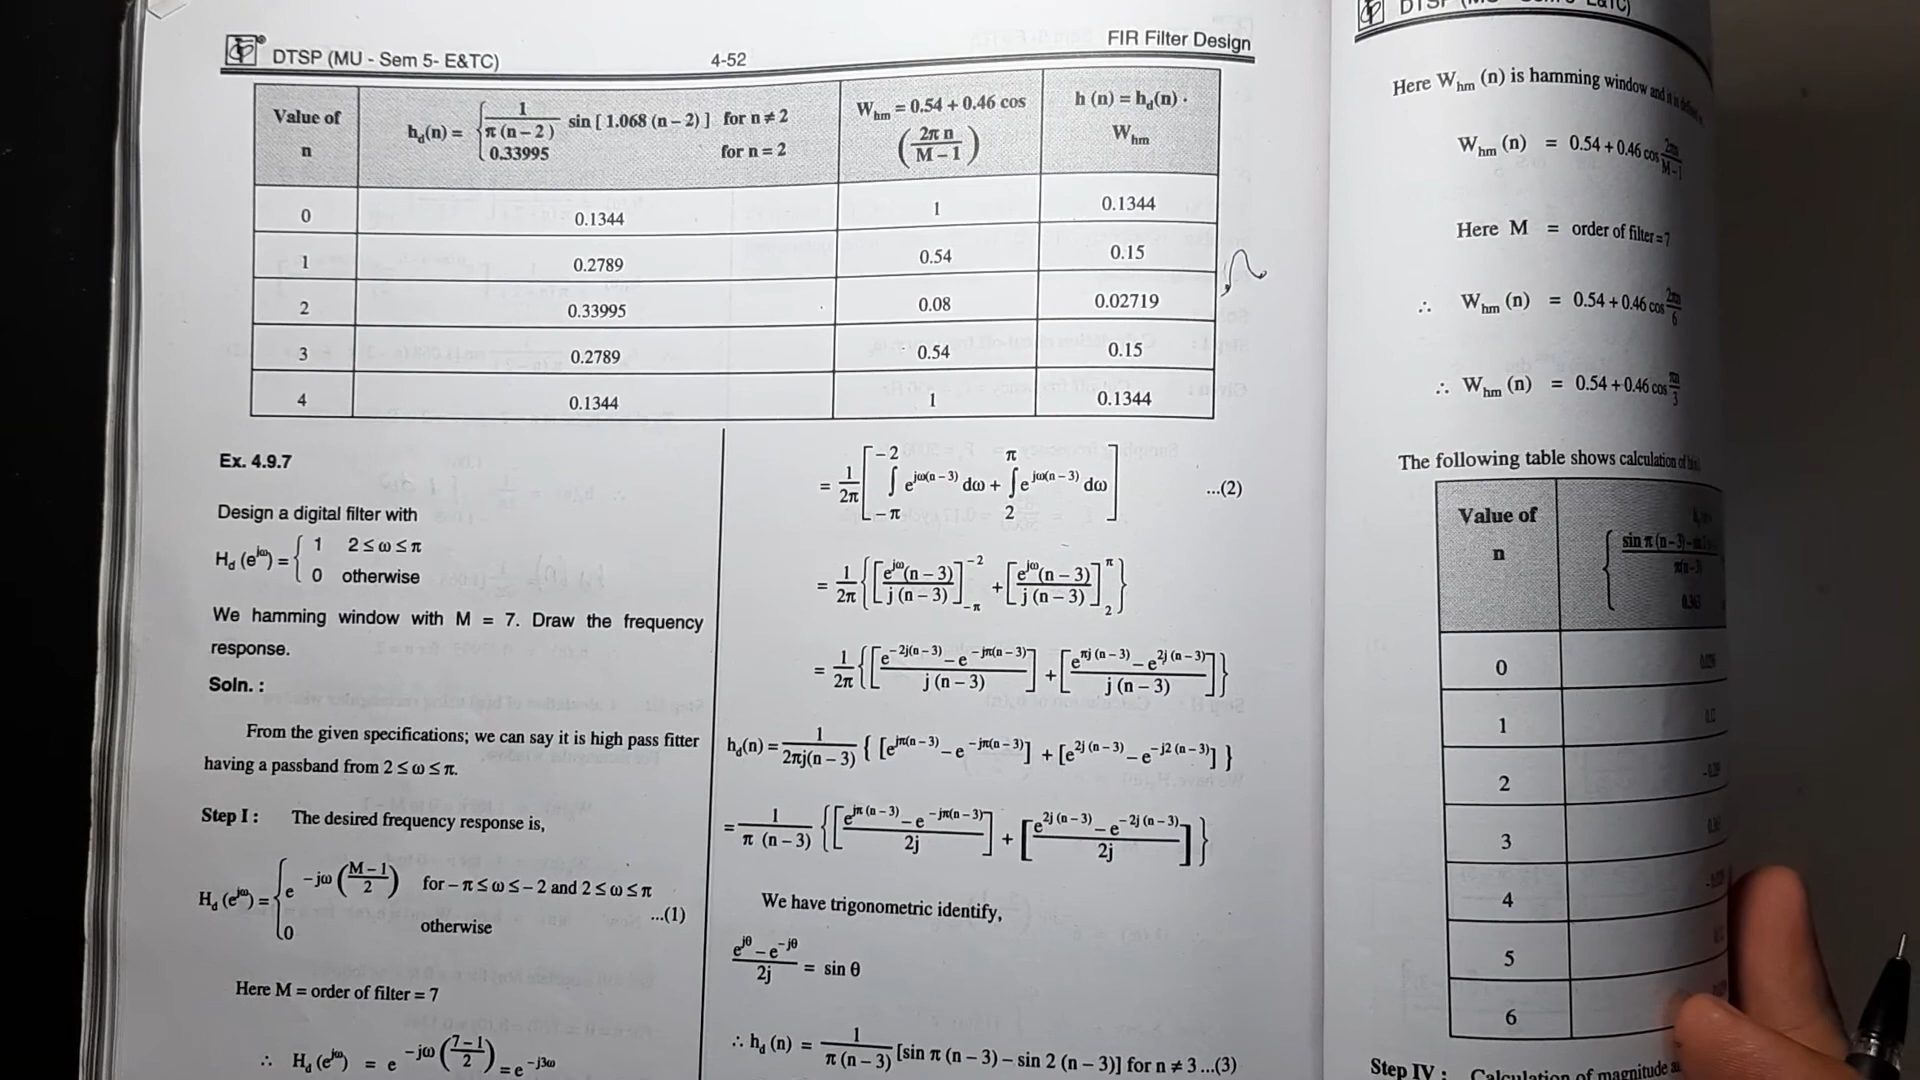 DTSP (MU - Sem 5- E&TC) 4-52 FIR Filter Design
Value of n | h_d(n) = { 1/(π (n – 2)) sin [ 1.068 (n – 2) ] for n ≠ 2 ; 0.33995 for n = 2 | W_hm = 0.54 + 0.46 cos (2π n/(M – 1)) | h (n) = h_d(n) · W_hm
0 0.1344 1 0.1344
1 0.2789 0.54 0.15
2 0.33995 0.08 0.02719
3 0.2789 0.54 0.15
4 0.1344 1 0.1344
Ex. 4.9.7
Design a digital filter with
H_d (e^jω) = { 1 2 ≤ ω ≤ π
0 otherwise
We hamming window with M = 7. Draw the frequency
response.
Soln. :
From the given specifications; we can say it is high pass fitter
having a passband from 2 ≤ ω ≤ π.
Step I : The desired frequency response is,
H_d (e^jω) = { e^(– jω ((M – 1)/2)) for – π ≤ ω ≤ – 2 and 2 ≤ ω ≤ π ...(1)
0 otherwise
Here M = order of filter = 7
∴ H_d (e^jω) = e^(– jω ((7 – 1)/2)) = e^(– j3ω)
= 1/2π [ ∫_(– π)^(– 2) e^(jω(n – 3)) dω + ∫_2^π e^(jω(n – 3)) dω ] ...(2)
= 1/2π { [ e^jω (n – 3) / j (n – 3) ]_(– π)^(– 2) + [ e^jω (n – 3) / j (n – 3) ]_2^π }
= 1/2π { [ (e^(– 2j(n – 3)) – e^(– jπ(n – 3))) / j (n – 3) ] + [ (e^(πj (n – 3)) – e^(2j (n – 3))) / j (n – 3) ] }
h_d(n) = 1/(2πj(n – 3)) { [e^(jπ(n – 3)) – e^(– jπ(n – 3))] + [e^(2j (n – 3)) – e^(– j2 (n – 3))] }
= 1/(π (n – 3)) { [ (e^(jπ (n – 3)) – e^(– jπ(n – 3))) / 2j ] + [ (e^(2j (n – 3)) – e^(– 2j (n – 3))) / 2j ] }
We have trigonometric identify,
(e^jθ – e^(– jθ)) / 2j = sin θ
∴ h_d (n) = 1/(π (n – 3)) [sin π (n – 3) – sin 2 (n – 3)] for n ≠ 3 ...(3)
Here W_hm (n) is hamming window and it is
W_hm (n) = 0.54 + 0.46 cos 2πn/(M – 1)
Here M = order of filter = 7
∴ W_hm (n) = 0.54 + 0.46 cos 2πn/6
∴ W_hm (n) = 0.54 + 0.46 cos πn/3
The following table shows calculation of
Value of n
0
1
2
3
4
5
6
Step IV : Calculation of magnitude